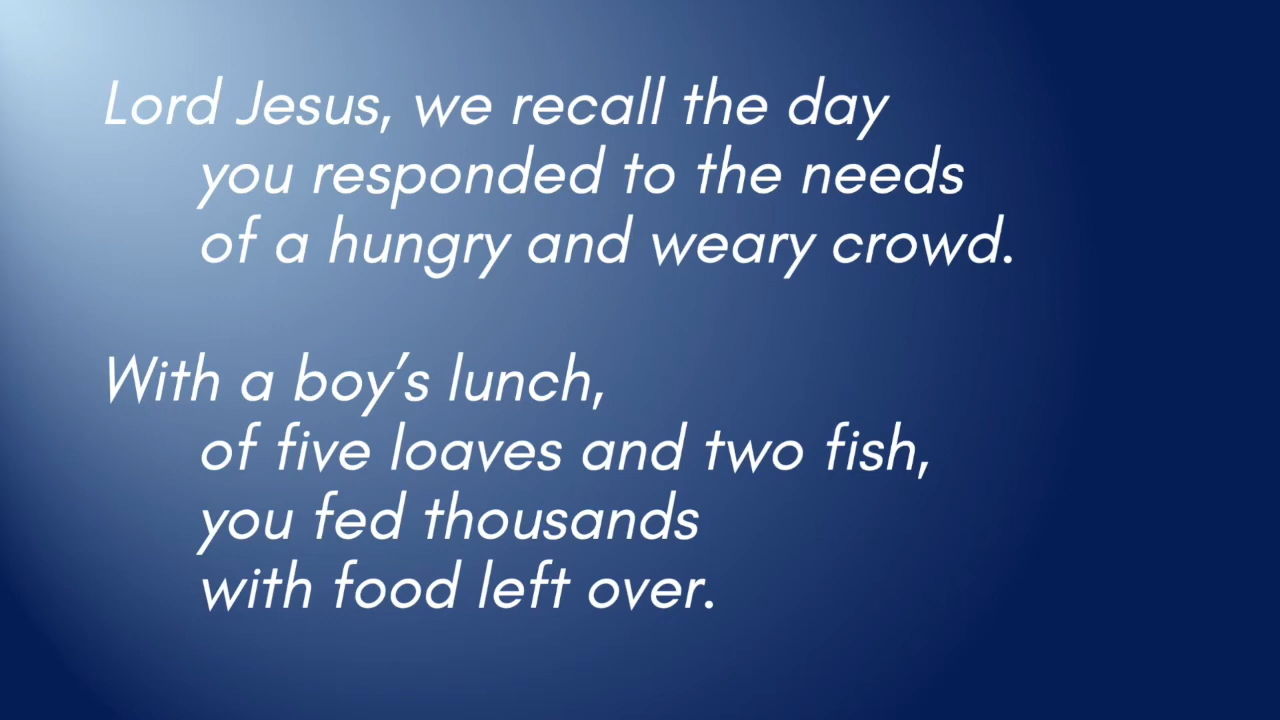 Lord Jesus, we recall the day
you responded to the needs
of a hungry and weary crowd.
With a boy’s lunch,
of five loaves and two fish,
you fed thousands
with food left over.